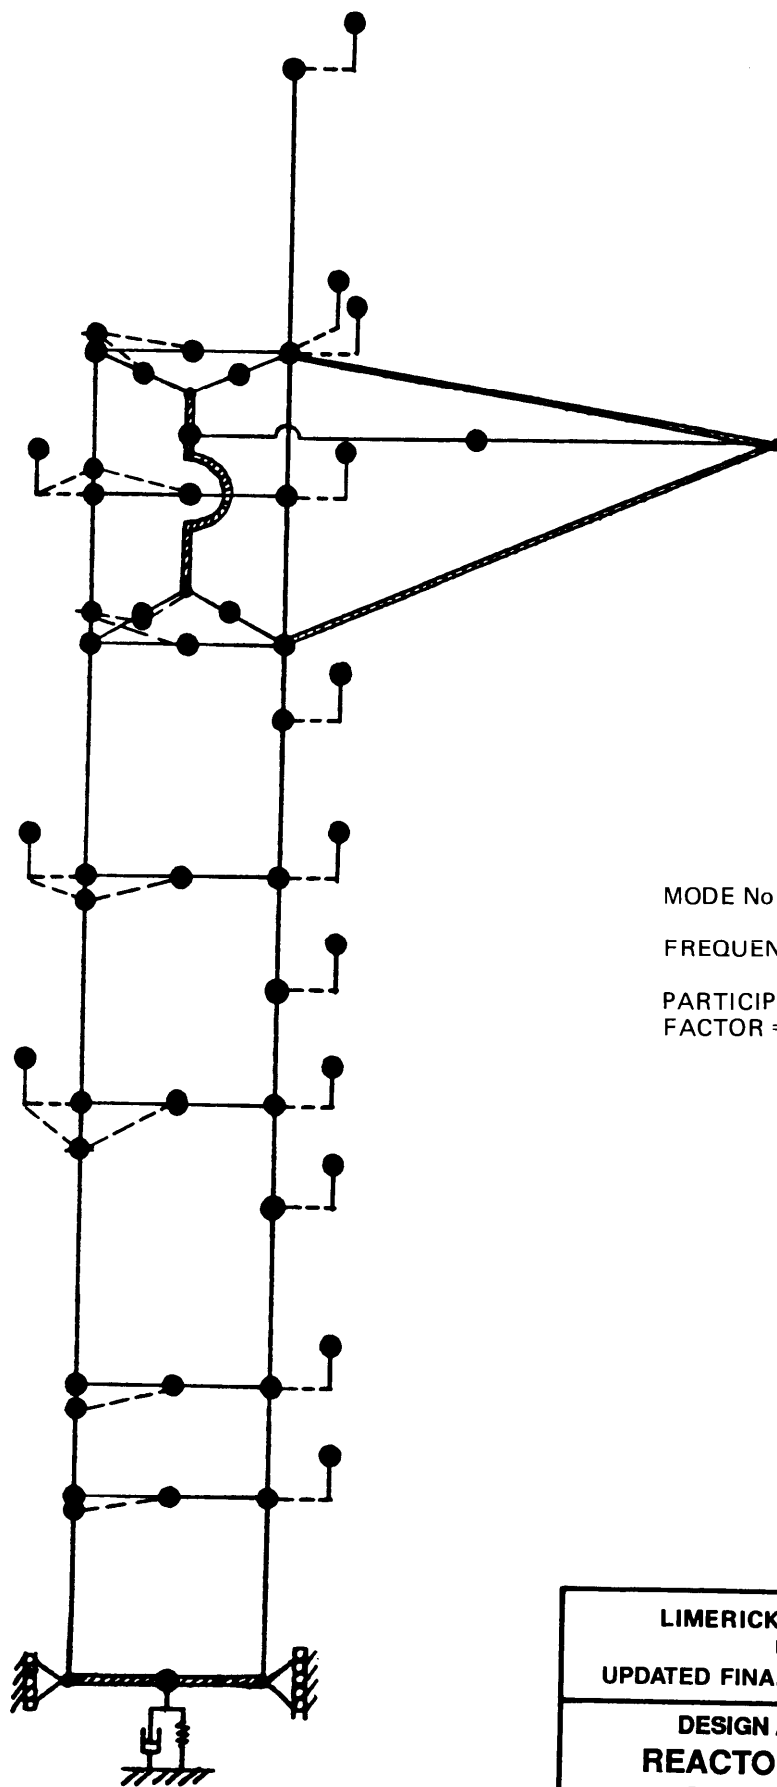 MODE No
FREQUEN
PARTICIP
FACTOR =
LIMERICK
UPDATED FINA
DESIGN
REACTO